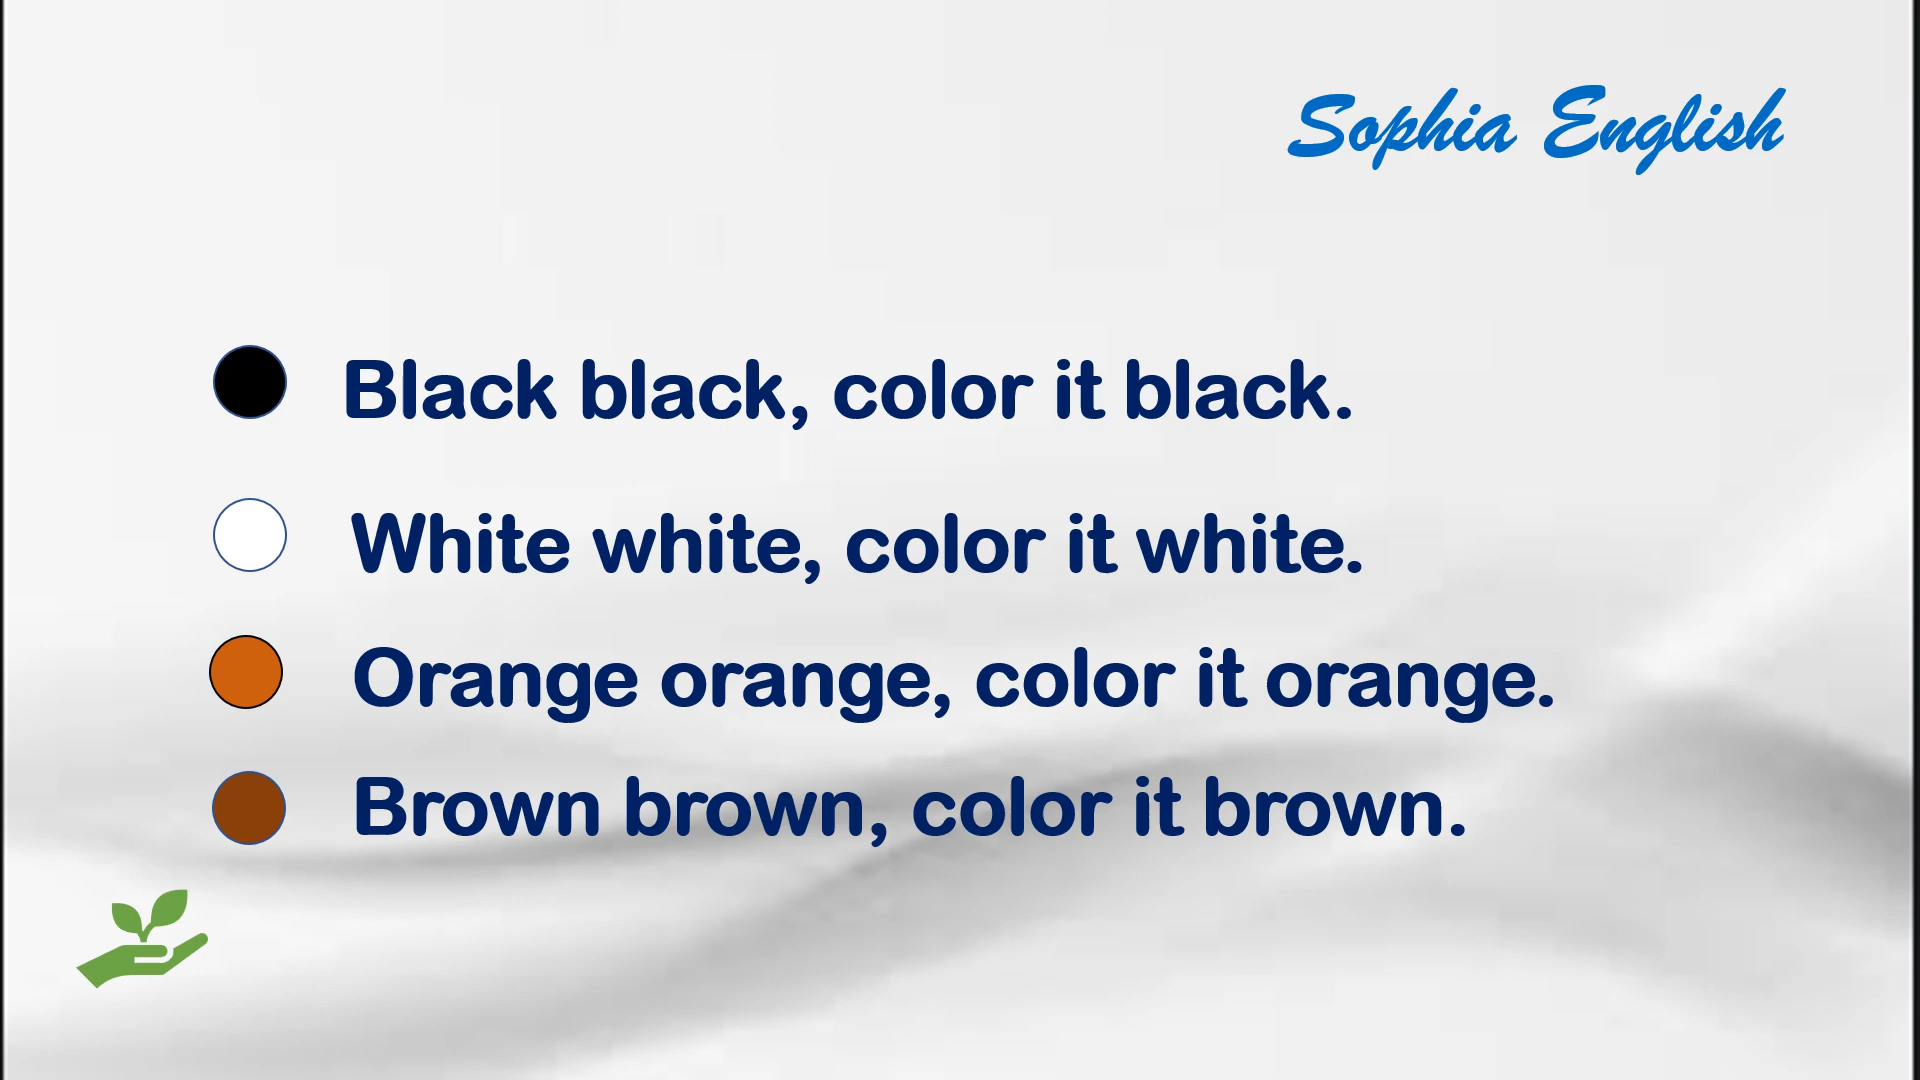 Sophia English
Black black, color it black.
White white, color it white.
Orange orange, color it orange.
Brown brown, color it brown.